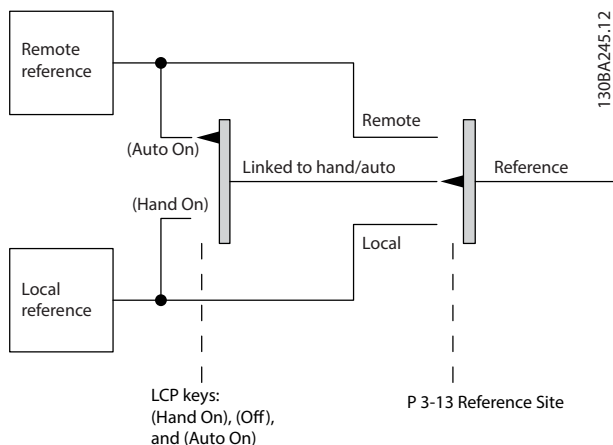 Remote
reference
130BA245.12
Remote
(Auto On)
Linked to hand/auto
Reference
(Hand On)
Local
Local
reference
LCP keys:
(Hand On), (Off),
and (Auto On)
P 3-13 Reference Site